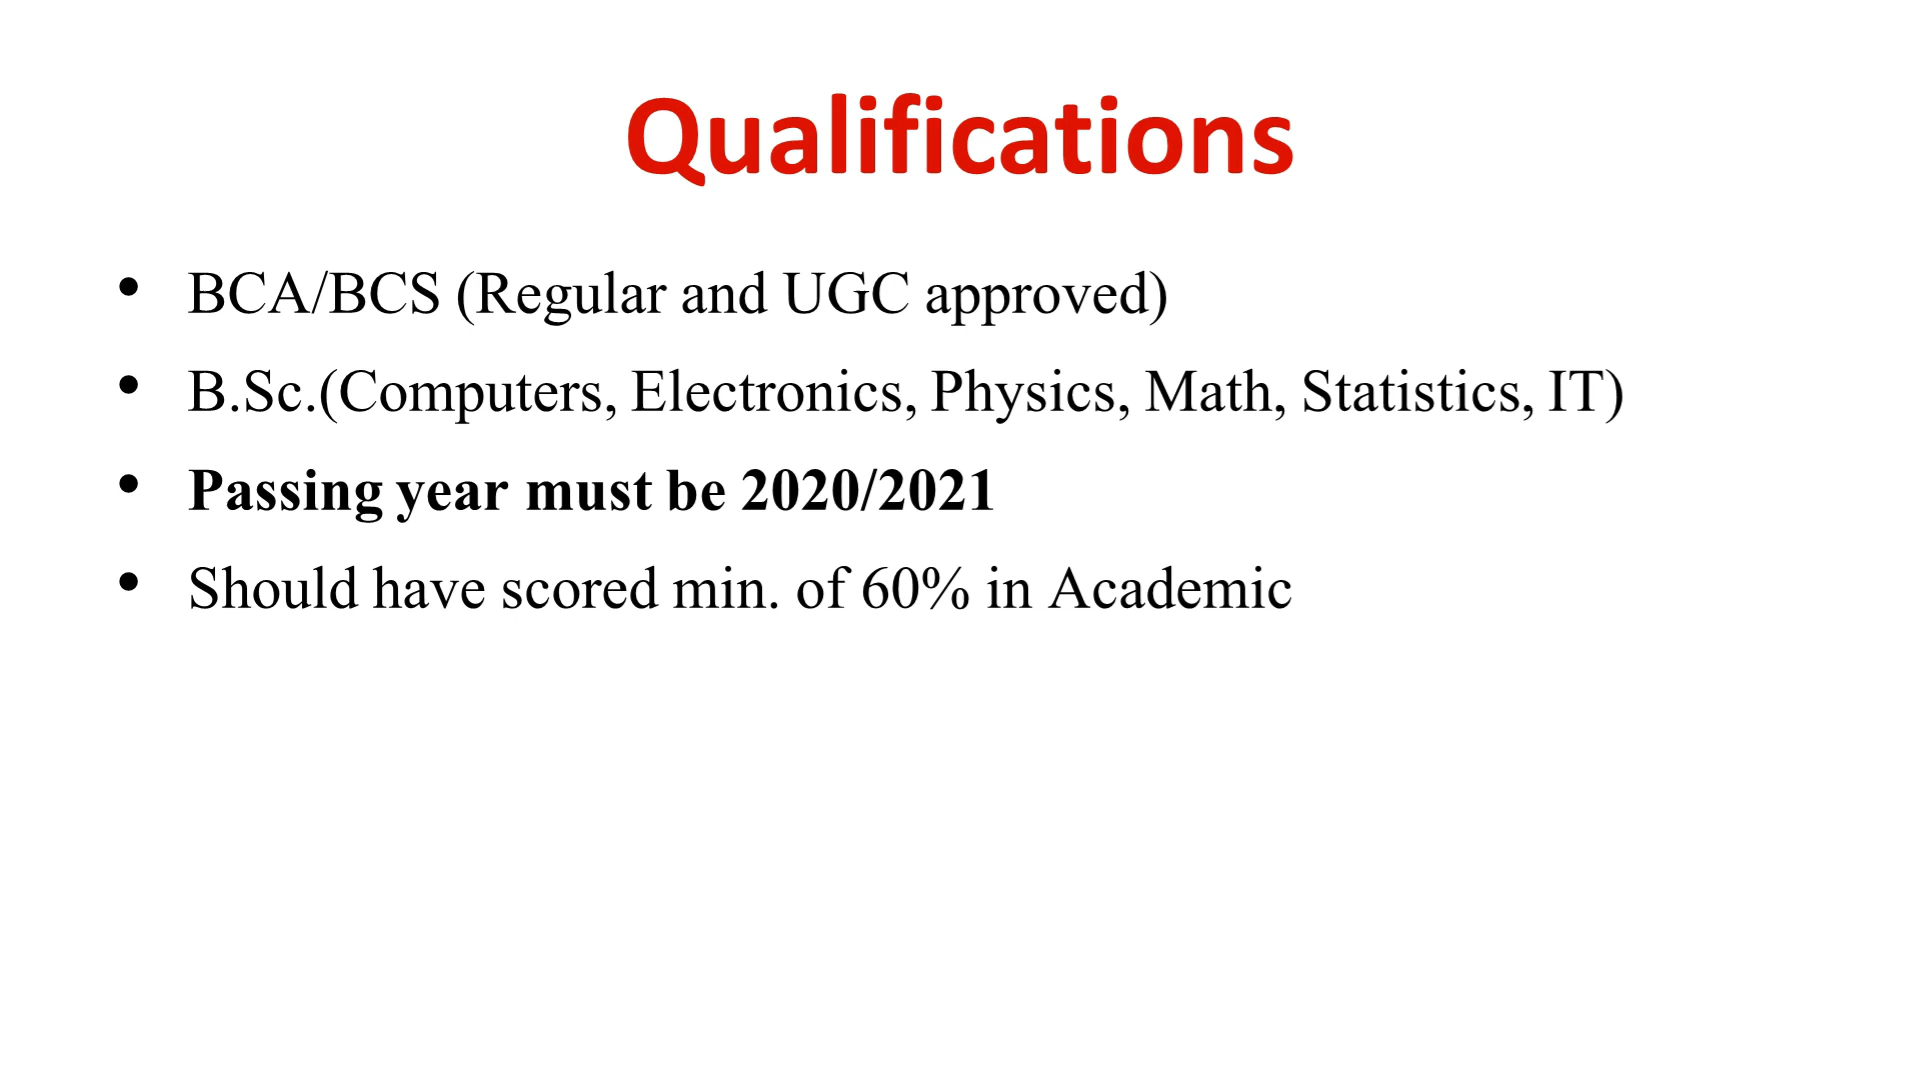 Qualifications
• BCA/BCS (Regular and UGC approved)
• B.Sc.(Computers, Electronics, Physics, Math, Statistics, IT)
• Passing year must be 2020/2021
• Should have scored min. of 60% in Academic